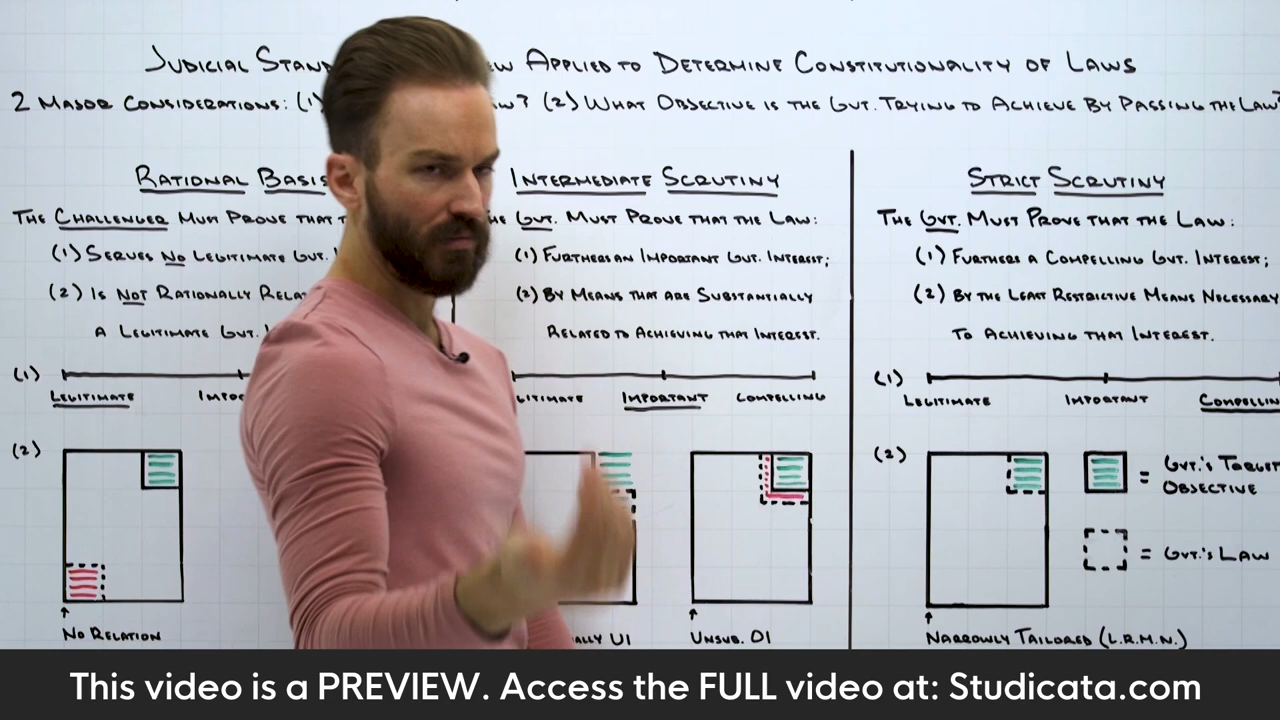 JUDICIAL STAN APPLIED TO DETERMINE CONSTITUTIONALITY OF LAWS
2 MAJOR CONSIDERATIONS: (1) ? (2) WHAT OBJECTIVE IS THE GVT. TRYING TO ACHIEVE BY PASSING THE LAW?
RATIONAL BASIS
THE CHALLENGER MUST PROVE THAT
(1) SERVES NO LEGITIMATE GVT.
(2) IS NOT RATIONALLY RELA
A LEGITIMATE GVT.
(1)
LEGITIMATE IMPO
(2)
NO RELATION
INTERMEDIATE SCRUTINY
THE GVT. MUST PROVE THAT THE LAW:
(1) FURTHERS AN IMPORTANT GVT. INTEREST;
(2) BY MEANS THAT ARE SUBSTANTIALLY
RELATED TO ACHIEVING THAT INTEREST.
GITIMATE IMPORTANT COMPELLING
ALLY UI UNSUB. OI
STRICT SCRUTINY
THE GVT. MUST PROVE THAT THE LAW:
(1) FURTHERS A COMPELLING GVT. INTEREST;
(2) BY THE LEAST RESTRICTIVE MEANS NECESSARY
TO ACHIEVING THAT INTEREST.
(1)
LEGITIMATE IMPORTANT COMPELLIN
(2)
= GVT.'S TARGET
OBJECTIVE
= GVT.'S LAW
NARROWLY TAILORED (L.R.M.N.)
This video is a PREVIEW. Access the FULL video at: Studicata.com